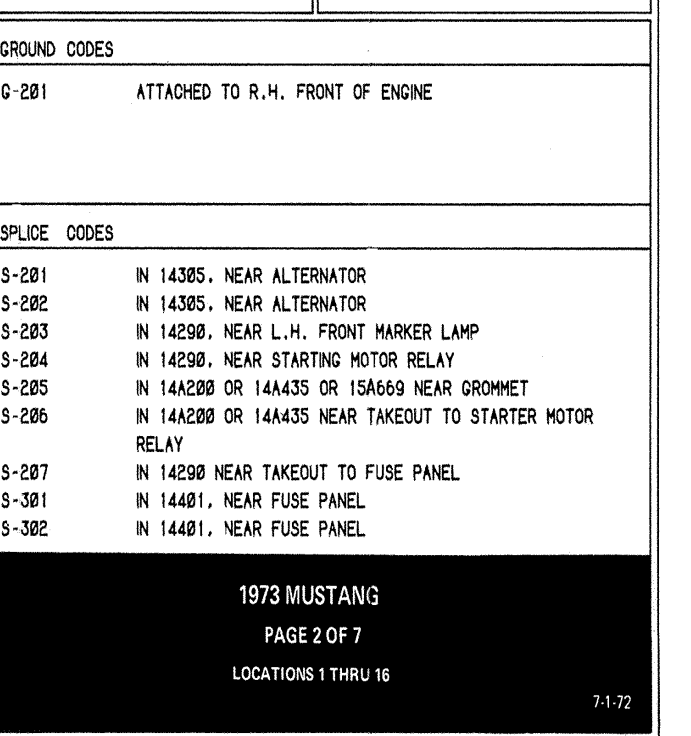 GROUND CODES
G-201 ATTACHED TO R.H. FRONT OF ENGINE
SPLICE CODES
S-201 IN 14305, NEAR ALTERNATOR
S-202 IN 14305, NEAR ALTERNATOR
S-203 IN 14290, NEAR L.H. FRONT MARKER LAMP
S-204 IN 14290, NEAR STARTING MOTOR RELAY
S-205 IN 14A200 OR 14A435 OR 15A669 NEAR GROMMET
S-206 IN 14A200 OR 14A435 NEAR TAKEOUT TO STARTER MOTOR
RELAY
S-207 IN 14290 NEAR TAKEOUT TO FUSE PANEL
S-301 IN 14401, NEAR FUSE PANEL
S-302 IN 14401, NEAR FUSE PANEL
1973 MUSTANG
PAGE 2 OF 7
LOCATIONS 1 THRU 16
7-1-72